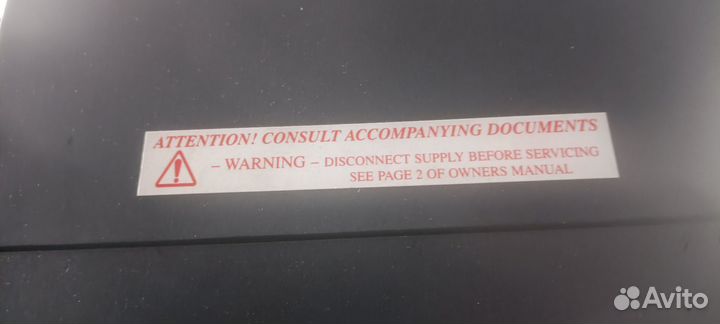 ATTENTION! CONSULT ACCOMPANYING DOCUMENTS
– WARNING – DISCONNECT SUPPLY BEFORE SERVICING
SEE PAGE 2 OF OWNERS MANUAL
Avito